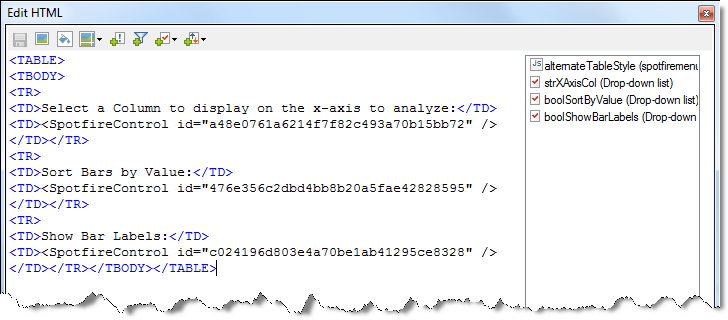 Edit HTML
<TABLE>
<TBODY>
<TR>
<TD>Select a Column to display on the x-axis to analyze:</TD>
<TD><SpotfireControl id="a48e0761a6214f7f82c493a70b15bb72" />
</TD></TR>
<TR>
<TD>Sort Bars by Value:</TD>
<TD><SpotfireControl id="476e356c2dbd4bb8b20a5fae42828595" />
</TD></TR>
<TR>
<TD>Show Bar Labels:</TD>
<TD><SpotfireControl id="c024196d803e4a70be1ab41295ce8328" />
</TD></TR></TBODY></TABLE>
JS alternateTableStyle (spotfiremenu
strXAxisCol (Drop-down list)
boolSortByValue (Drop-down list)
boolShowBarLabels (Drop-down